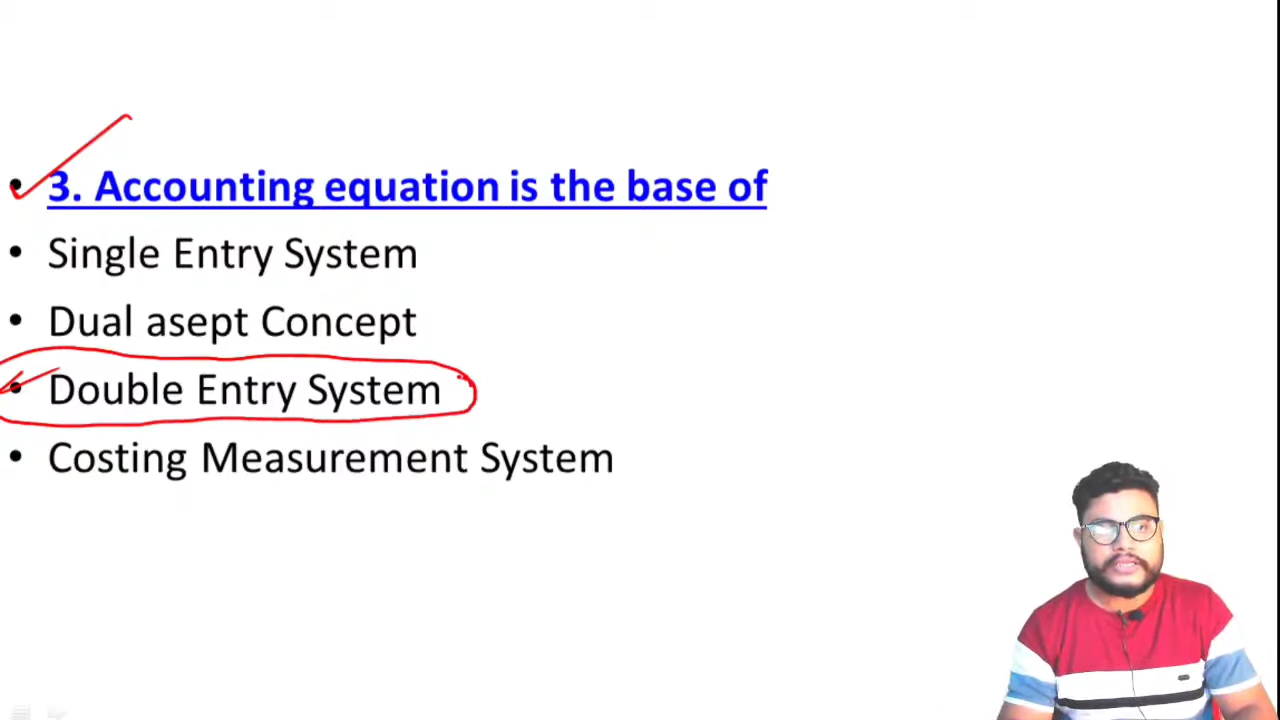 • 3. Accounting equation is the base of
• Single Entry System
• Dual asept Concept
• Double Entry System
• Costing Measurement System